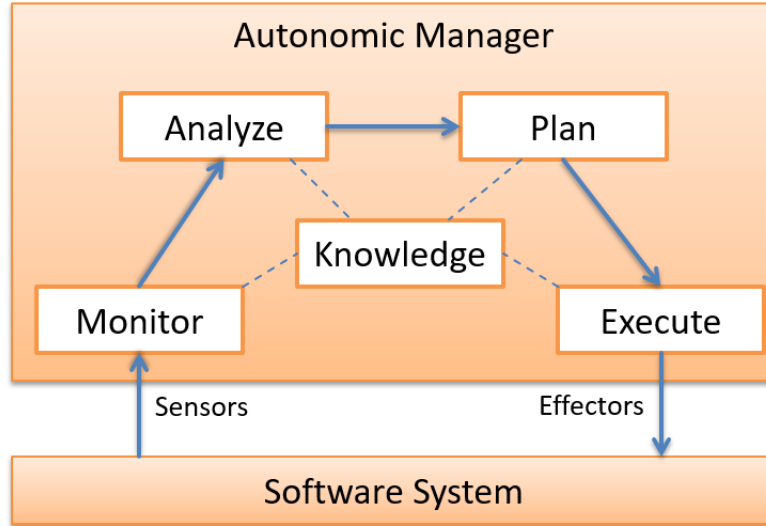 Autonomic Manager
Analyze
Plan
Knowledge
Monitor
Execute
Sensors
Effectors
Software System